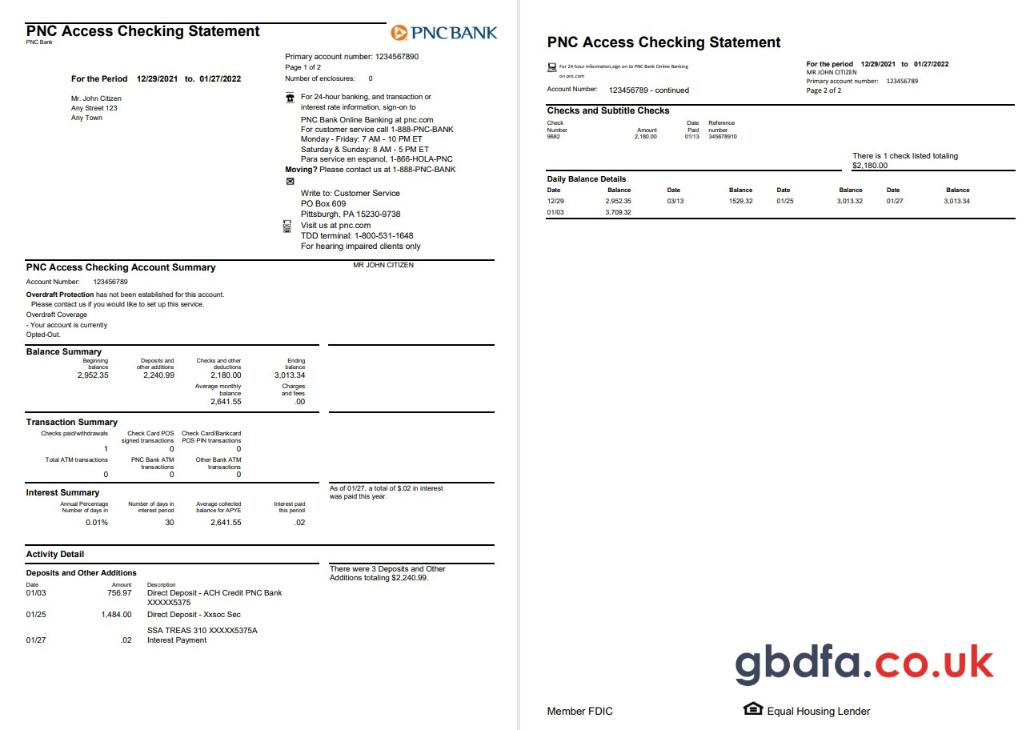 PNC Access Checking Statement
PNC Bank
PNCBANK
Primary account number: 1234567890
Page 1 of 2
Number of enclosures: 0
For the Period 12/29/2021 to. 01/27/2022
Mr. John Citizen
Any Street 123
Any Town
For 24-hour banking, and transaction or
interest rate information, sign-on to
PNC Bank Online Banking at pnc.com
For customer service call 1-888-PNC-BANK
Monday - Friday: 7 AM - 10 PM ET
Saturday & Sunday: 8 AM - 5 PM ET
Para service en espanol, 1-866-HOLA-PNC
Moving? Please contact us at 1-888-PNC-BANK
Write to: Customer Service
PO Box 609
Pittsburgh, PA 15230-9738
Visit us at pnc.com
TDD terminal: 1-800-531-1648
For hearing impaired clients only
PNC Access Checking Account Summary
MR JOHN CITIZEN
Account Number: 123456789
Overdraft Protection has not been established for this account.
Please contact us if you would like to set up this service.
Overdraft Coverage
- Your account is currently
Opted-Out.
Balance Summary
Beginning balance Deposits and other additions Checks and other deductions Ending balance
2,952.35 2,240.99 2,180.00 3,013.34
Average monthly balance Charges and fees
2,641.55 .00
Transaction Summary
Checks paid/withdrawals Check Card POS signed transactions Check Card/Bankcard POS PIN transactions
1 0 0
Total ATM transactions PNC Bank ATM transactions Other Bank ATM transactions
0 0 0
Interest Summary
As of 01/27, a total of $.02 in interest
was paid this year.
Annual Percentage Number of days in Number of days in interest period Average collected balance for APYE Interest paid this period
0.01% 30 2,641.55 .02
Activity Detail
Deposits and Other Additions
There were 3 Deposits and Other
Additions totaling $2,240.99.
Date Amount Description
01/03 756.97 Direct Deposit - ACH Credit PNC Bank
XXXXX5375
01/25 1,484.00 Direct Deposit - Xxsoc Sec
SSA TREAS 310 XXXXX5375A
01/27 .02 Interest Payment
PNC Access Checking Statement
For 24-hour information,sign on to PNC Bank Online Banking
on pnc.com
Account Number: 123456789 - continued
For the period 12/29/2021 to 01/27/2022
MR JOHN CITIZEN
Primary account number: 123456789
Page 2 of 2
Checks and Subtitle Checks
Check Number Amount Date Paid Reference number
9682 2,180.00 01/13 345678910
There is 1 check listed totaling
$2,180.00
Daily Balance Details
Date Balance Date Balance Date Balance Date Balance
12/29 2,952.35 03/13 1529.32 01/25 3,013.32 01/27 3,013.34
01/03 3,709.32
gbdfa.co.uk
Member FDIC
Equal Housing Lender